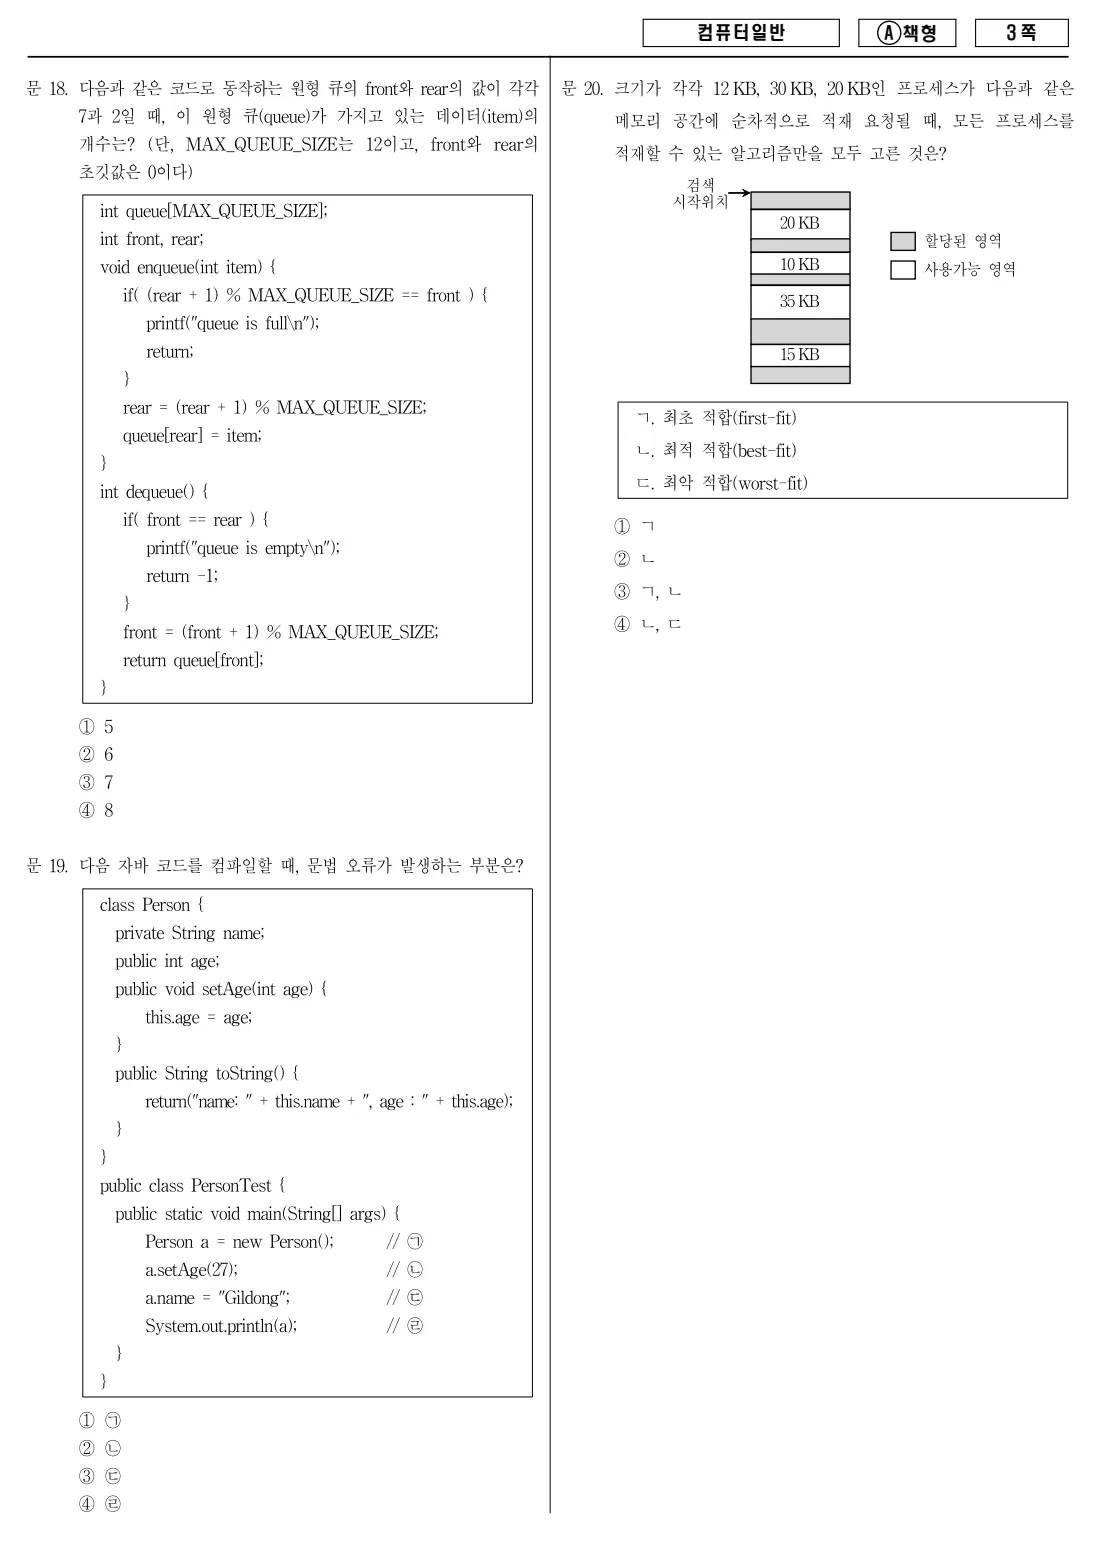 컴퓨터일반
Ⓐ책형
3쪽
문 18. 다음과 같은 코드로 동작하는 원형 큐의 front와 rear의 값이 각각
7과 2일 때, 이 원형 큐(queue)가 가지고 있는 데이터(item)의
개수는? (단, MAX_QUEUE_SIZE는 12이고, front와 rear의
초깃값은 0이다)
int queue[MAX_QUEUE_SIZE];
int front, rear;
void enqueue(int item) {
if( (rear + 1) % MAX_QUEUE_SIZE == front ) {
printf("queue is full\n");
return;
}
rear = (rear + 1) % MAX_QUEUE_SIZE;
queue[rear] = item;
}
int dequeue() {
if( front == rear ) {
printf("queue is empty\n");
return -1;
}
front = (front + 1) % MAX_QUEUE_SIZE;
return queue[front];
}
① 5
② 6
③ 7
④ 8
문 19. 다음 자바 코드를 컴파일할 때, 문법 오류가 발생하는 부분은?
class Person {
private String name;
public int age;
public void setAge(int age) {
this.age = age;
}
public String toString() {
return("name: " + this.name + ", age : " + this.age);
}
}
public class PersonTest {
public static void main(String[] args) {
Person a = new Person(); // ㉠
a.setAge(27); // ㉡
a.name = "Gildong"; // ㉢
System.out.println(a); // ㉣
}
}
① ㉠
② ㉡
③ ㉢
④ ㉣
문 20. 크기가 각각 12 KB, 30 KB, 20 KB인 프로세스가 다음과 같은
메모리 공간에 순차적으로 적재 요청될 때, 모든 프로세스를
적재할 수 있는 알고리즘만을 모두 고른 것은?
검색
시작위치
20 KB
10 KB
35 KB
15 KB
할당된 영역
사용가능 영역
ㄱ. 최초 적합(first-fit)
ㄴ. 최적 적합(best-fit)
ㄷ. 최악 적합(worst-fit)
① ㄱ
② ㄴ
③ ㄱ, ㄴ
④ ㄴ, ㄷ